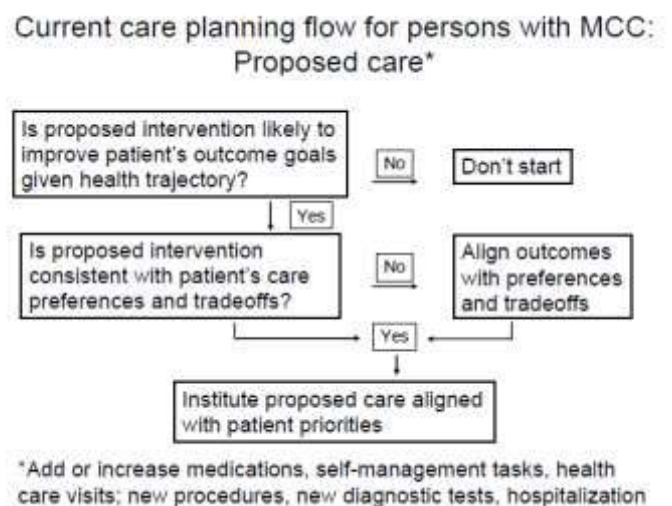 Current care planning flow for persons with MCC:
Proposed care*
Is proposed intervention likely to
improve patient's outcome goals
given health trajectory?
No
Don't start
Yes
Is proposed intervention
consistent with patient's care
preferences and tradeoffs?
No
Align outcomes
with preferences
and tradeoffs
Yes
Institute proposed care aligned
with patient priorities
*Add or increase medications, self-management tasks, health
care visits; new procedures, new diagnostic tests, hospitalization